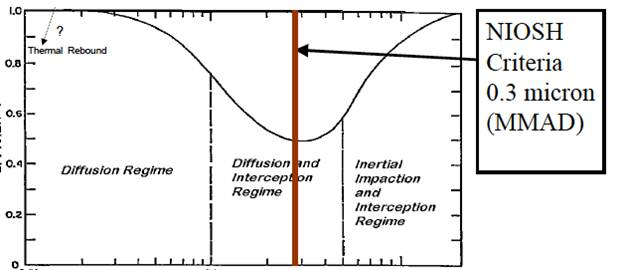 1.0
?
Thermal Rebound
0.8
0.6
0.4
0.2
0
Diffusion Regime
Diffusion and
Interception
Regime
Inertial
Impaction
and
Interception
Regime
NIOSH
Criteria
0.3 micron
(MMAD)